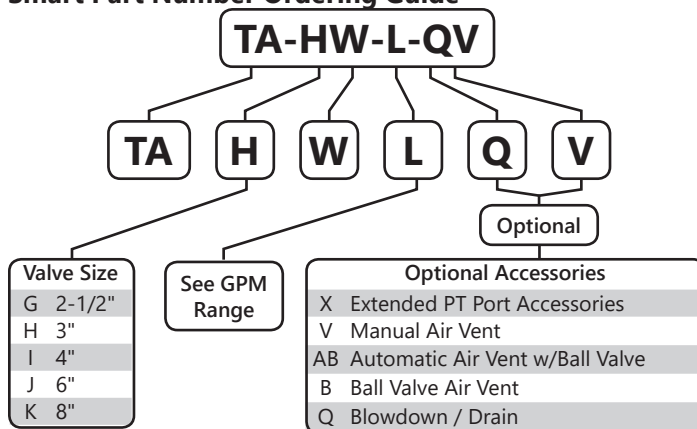 Smart Part Number Ordering Guide
TA-HW-L-QV
TA H W L Q V
Optional
Valve Size
G 2-1/2"
H 3"
I 4"
J 6"
K 8"
See GPM
Range
Optional Accessories
X Extended PT Port Accessories
V Manual Air Vent
AB Automatic Air Vent w/Ball Valve
B Ball Valve Air Vent
Q Blowdown / Drain